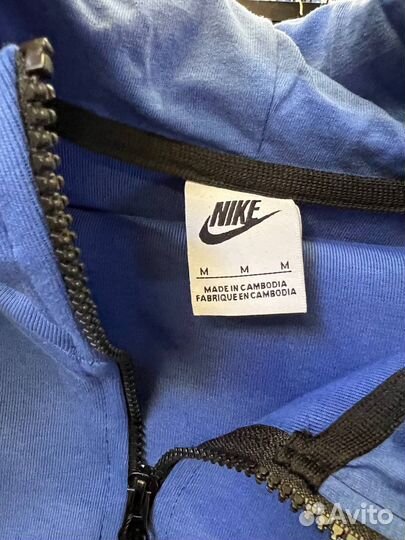 NIKE
M M M
MADE IN CAMBODIA
FABRIQUE EN CAMBODIA
Avito